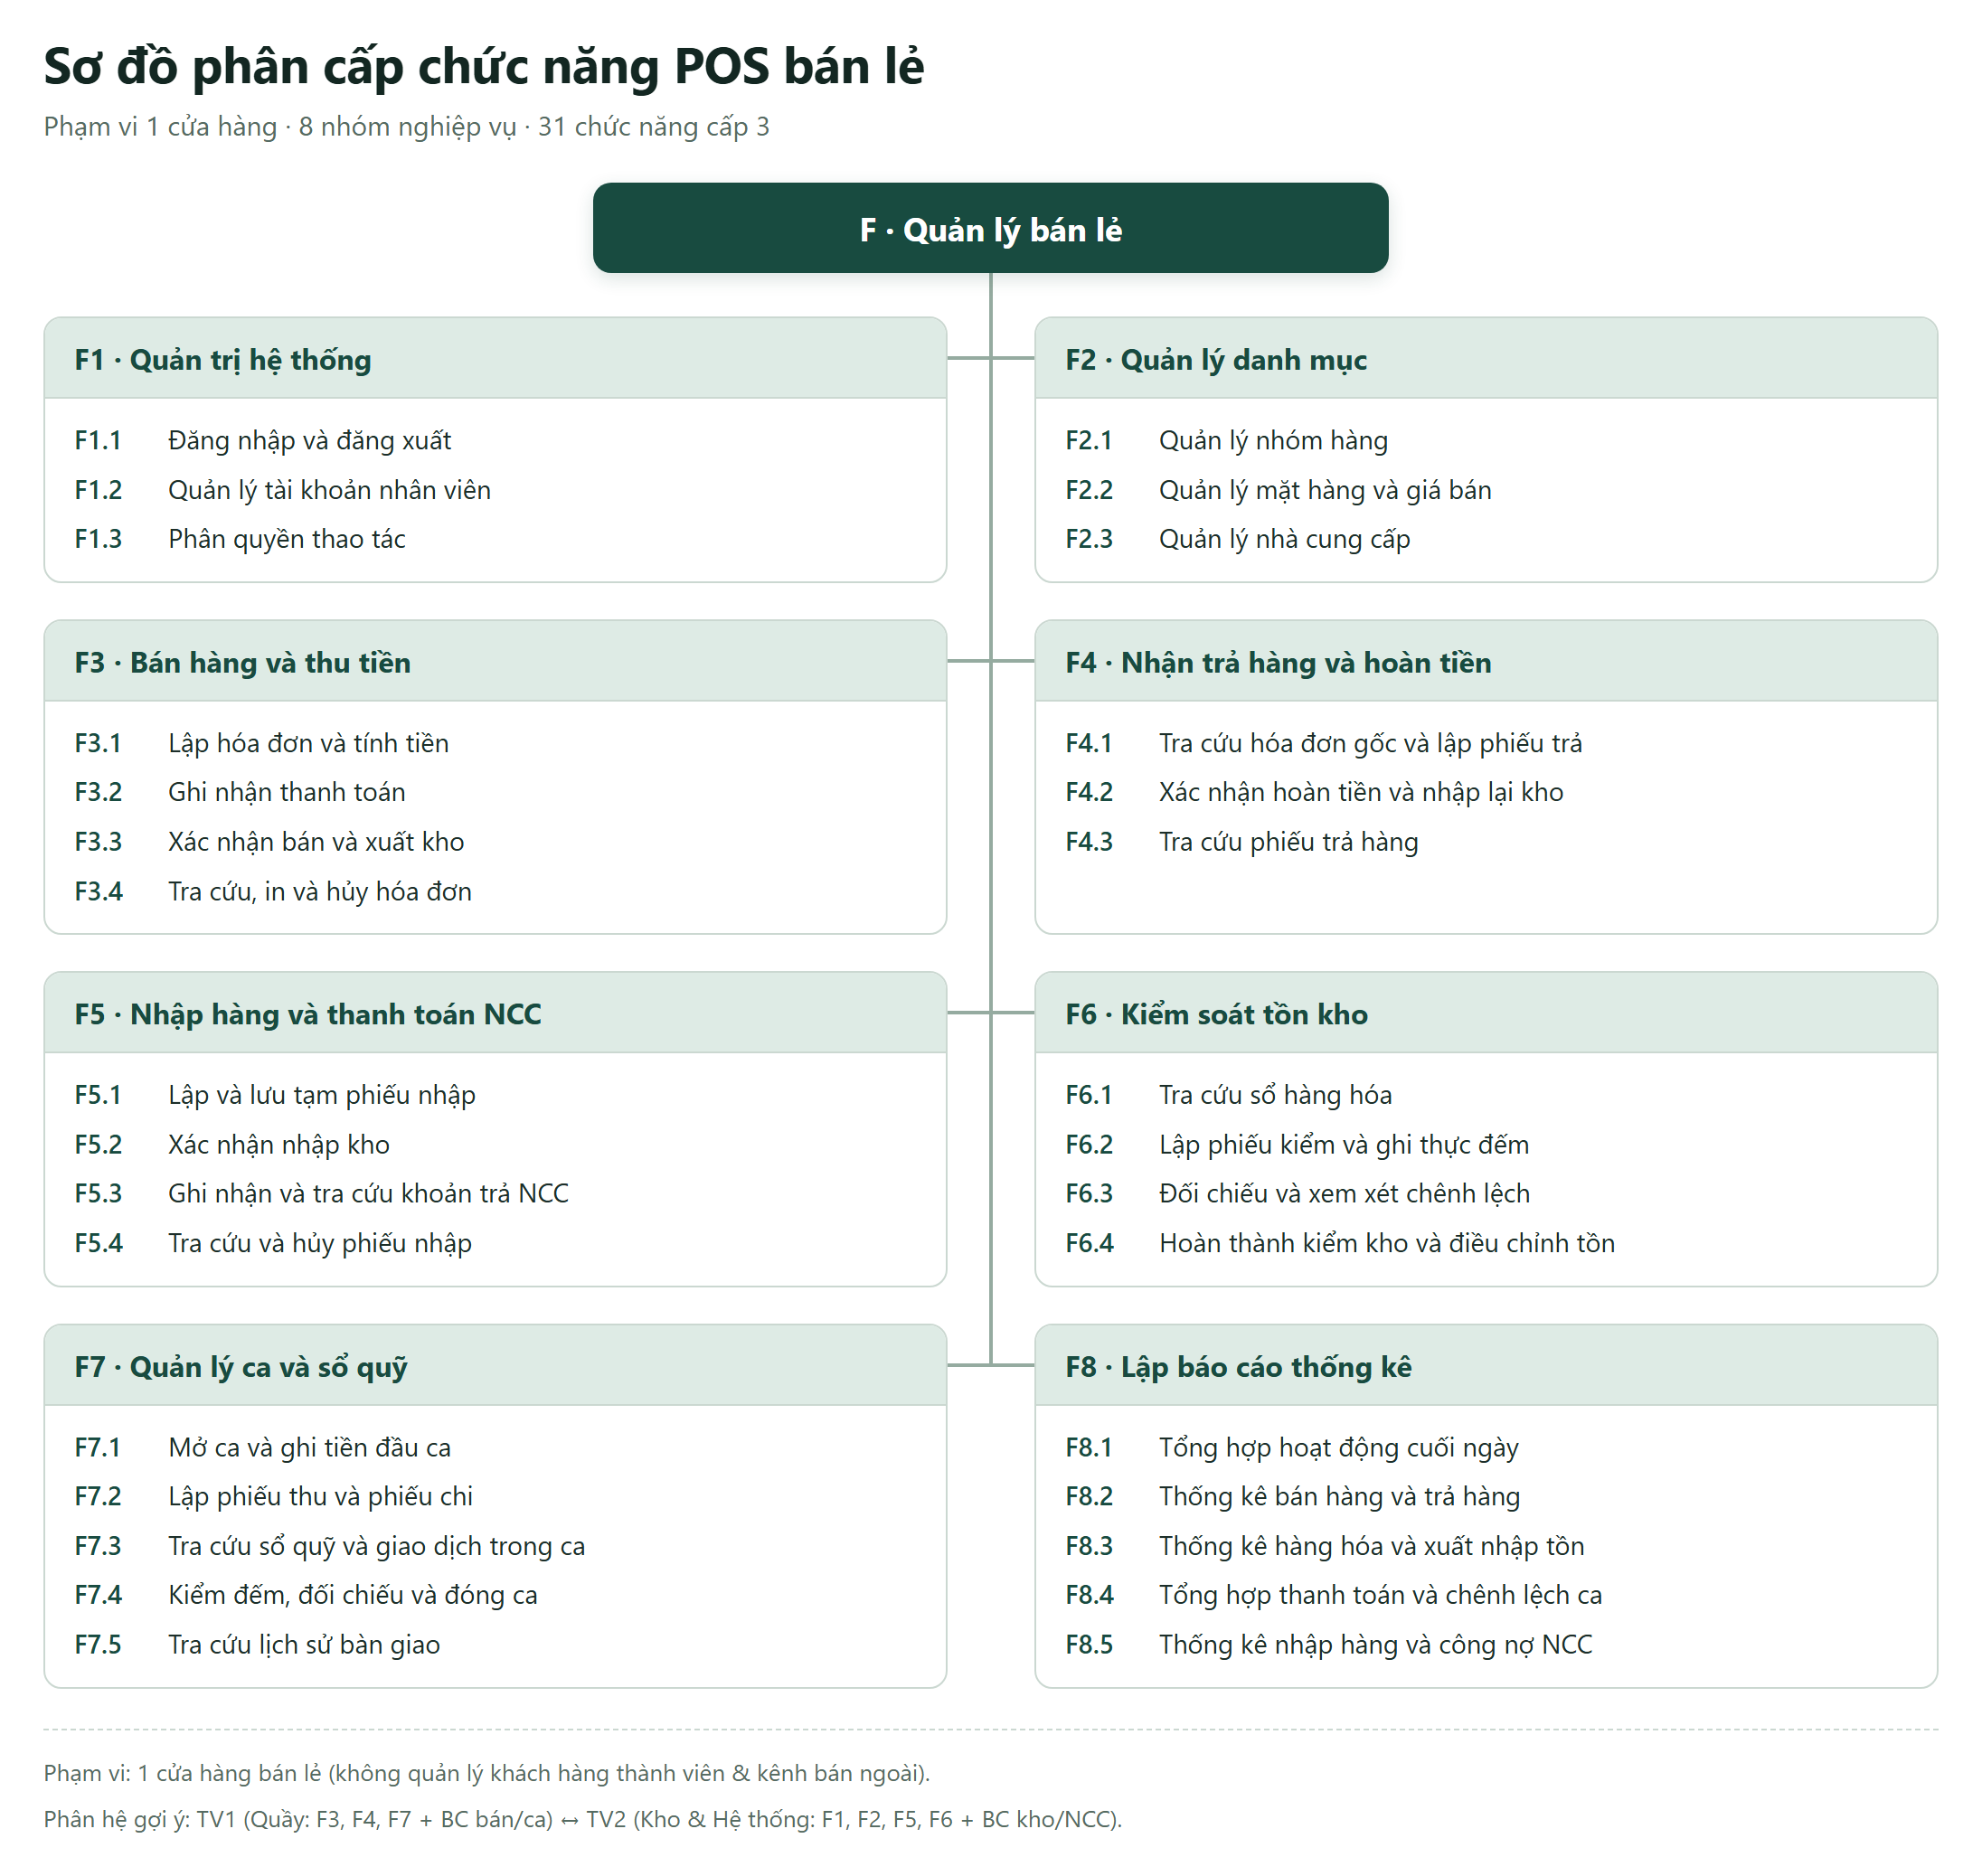 Sơ đồ phân cấp chức năng POS bán lẻ
Phạm vi 1 cửa hàng · 8 nhóm nghiệp vụ · 31 chức năng cấp 3
F · Quản lý bán lẻ
F1 · Quản trị hệ thống
F1.1 Đăng nhập và đăng xuất
F1.2 Quản lý tài khoản nhân viên
F1.3 Phân quyền thao tác
F2 · Quản lý danh mục
F2.1 Quản lý nhóm hàng
F2.2 Quản lý mặt hàng và giá bán
F2.3 Quản lý nhà cung cấp
F3 · Bán hàng và thu tiền
F3.1 Lập hóa đơn và tính tiền
F3.2 Ghi nhận thanh toán
F3.3 Xác nhận bán và xuất kho
F3.4 Tra cứu, in và hủy hóa đơn
F4 · Nhận trả hàng và hoàn tiền
F4.1 Tra cứu hóa đơn gốc và lập phiếu trả
F4.2 Xác nhận hoàn tiền và nhập lại kho
F4.3 Tra cứu phiếu trả hàng
F5 · Nhập hàng và thanh toán NCC
F5.1 Lập và lưu tạm phiếu nhập
F5.2 Xác nhận nhập kho
F5.3 Ghi nhận và tra cứu khoản trả NCC
F5.4 Tra cứu và hủy phiếu nhập
F6 · Kiểm soát tồn kho
F6.1 Tra cứu sổ hàng hóa
F6.2 Lập phiếu kiểm và ghi thực đếm
F6.3 Đối chiếu và xem xét chênh lệch
F6.4 Hoàn thành kiểm kho và điều chỉnh tồn
F7 · Quản lý ca và sổ quỹ
F7.1 Mở ca và ghi tiền đầu ca
F7.2 Lập phiếu thu và phiếu chi
F7.3 Tra cứu sổ quỹ và giao dịch trong ca
F7.4 Kiểm đếm, đối chiếu và đóng ca
F7.5 Tra cứu lịch sử bàn giao
F8 · Lập báo cáo thống kê
F8.1 Tổng hợp hoạt động cuối ngày
F8.2 Thống kê bán hàng và trả hàng
F8.3 Thống kê hàng hóa và xuất nhập tồn
F8.4 Tổng hợp thanh toán và chênh lệch ca
F8.5 Thống kê nhập hàng và công nợ NCC
Phạm vi: 1 cửa hàng bán lẻ (không quản lý khách hàng thành viên & kênh bán ngoài).
Phân hệ gợi ý: TV1 (Quầy: F3, F4, F7 + BC bán/ca) ↔ TV2 (Kho & Hệ thống: F1, F2, F5, F6 + BC kho/NCC).